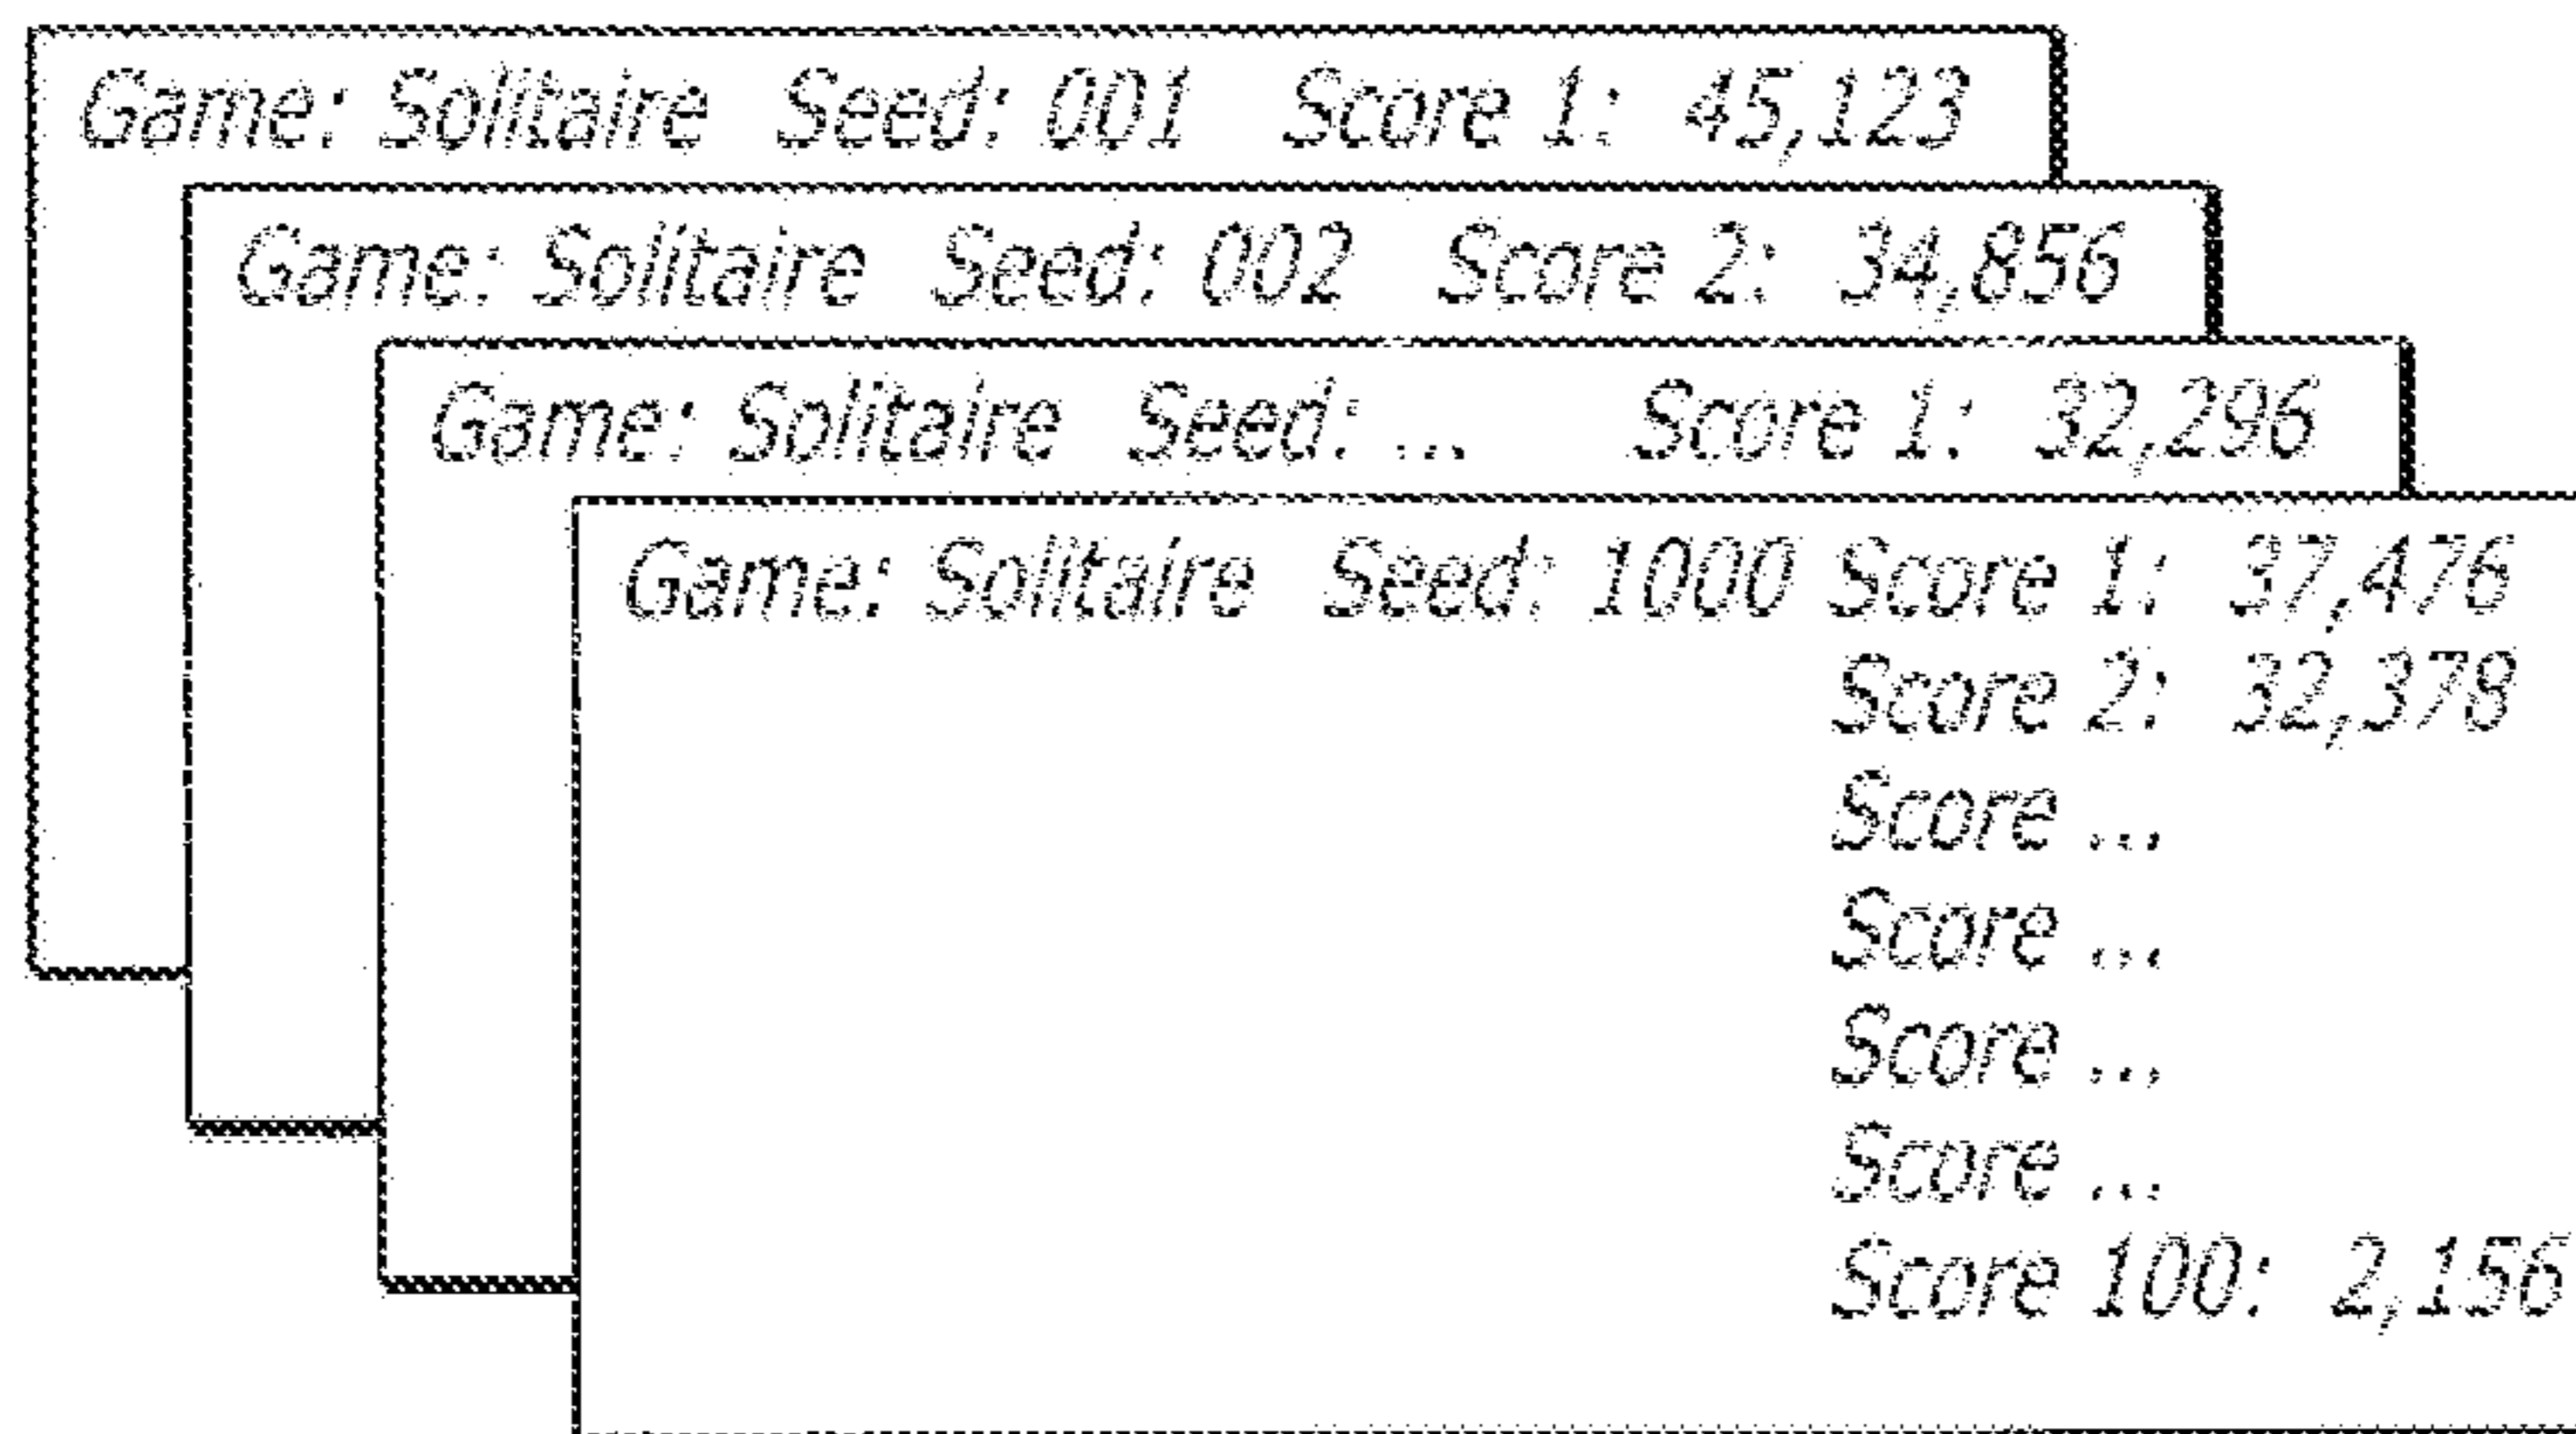 Game: Solitaire Seed: 001 Score 1: 45,123
Game: Solitaire Seed: 002 Score 2: 34,856
Game: Solitaire Seed: ... Score 1: 32,296
Game: Solitaire Seed: 1000 Score 1: 37,476
Score 2: 32,378
Score ...
Score ...
Score ...
Score ...
Score 100: 2,156